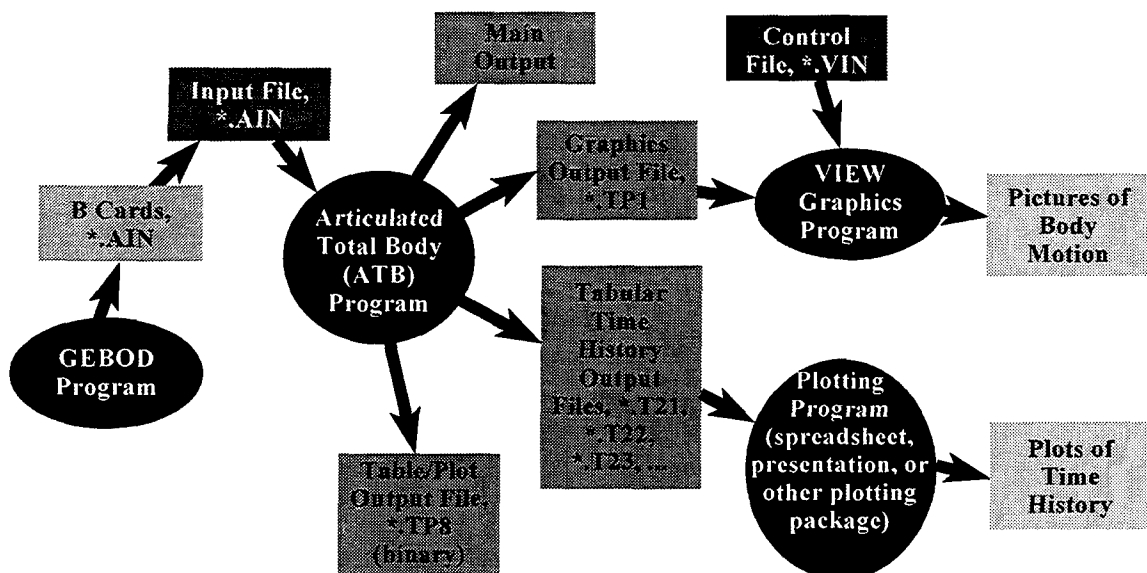 Main
Output
Control
File, *.VIN
Input File,
*.AIN
Graphics
Output File,
*.TP1
VIEW
Graphics
Program
B Cards,
*.AIN
Articulated
Total Body
(ATB)
Program
Pictures of
Body
Motion
GEBOD
Program
Tabular
Time
History
Output
Files, *.T21,
*.T22,
*.T23, ...
Plotting
Program
(spreadsheet,
presentation, or
other plotting
package)
Plots of
Time
History
Table/Plot
Output File,
*.TP8
(binary)